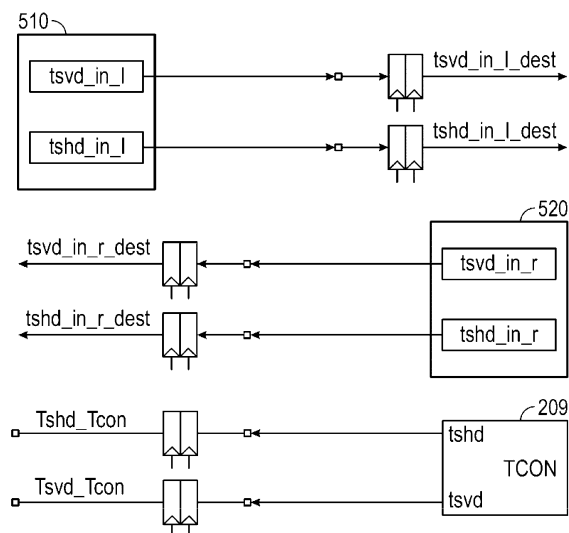 510
tsvd_in_l
tsvd_in_l_dest
tshd_in_l
tshd_in_l_dest
520
tsvd_in_r_dest
tsvd_in_r
tshd_in_r_dest
tshd_in_r
209
Tshd_Tcon
tshd
TCON
Tsvd_Tcon
tsvd